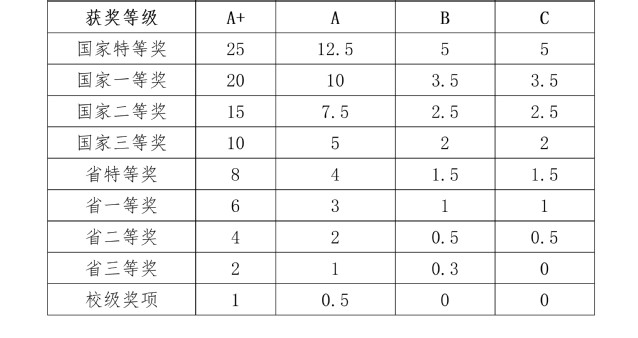 获奖等级 A+ A B C
国家特等奖 25 12.5 5 5
国家一等奖 20 10 3.5 3.5
国家二等奖 15 7.5 2.5 2.5
国家三等奖 10 5 2 2
省特等奖 8 4 1.5 1.5
省一等奖 6 3 1 1
省二等奖 4 2 0.5 0.5
省三等奖 2 1 0.3 0
校级奖项 1 0.5 0 0